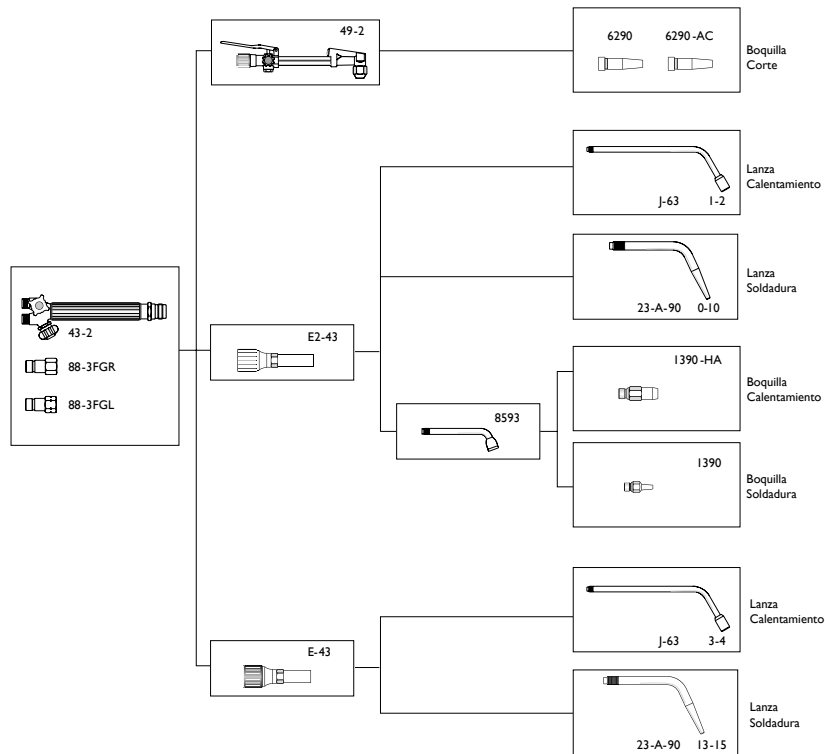 49-2
6290 6290-AC
Boquilla
Corte
J-63 1-2
Lanza
Calentamiento
23-A-90 0-10
Lanza
Soldadura
43-2
88-3FGR
88-3FGL
E2-43
8593
1390-HA
Boquilla
Calentamiento
1390
Boquilla
Soldadura
J-63 3-4
Lanza
Calentamiento
E-43
23-A-90 13-15
Lanza
Soldadura